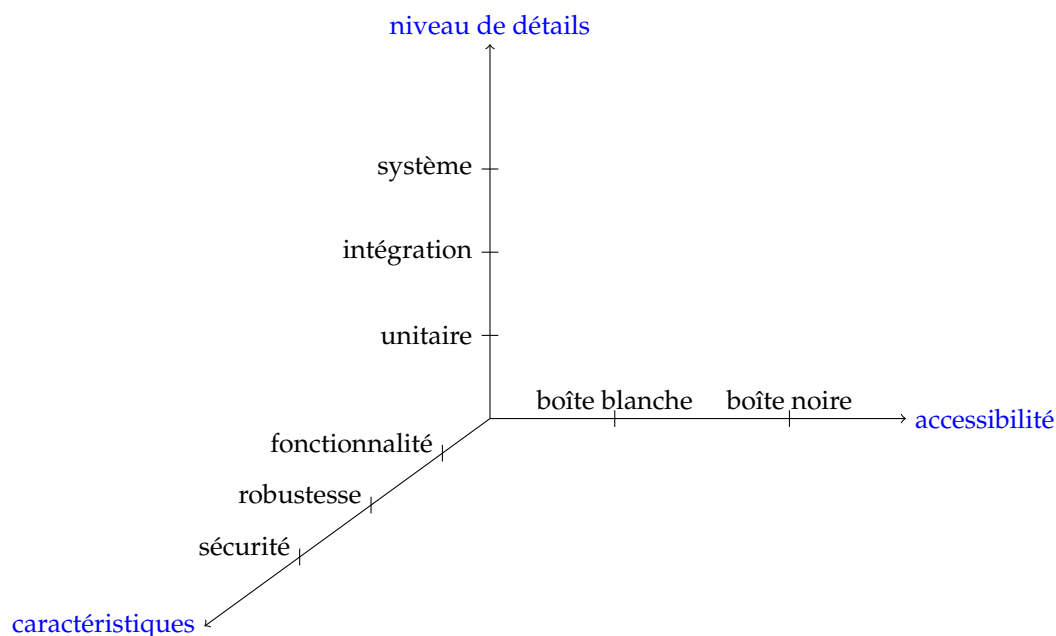 niveau de détails
système
intégration
unitaire
boîte blanche
boîte noire
accessibilité
fonctionnalité
robustesse
sécurité
caractéristiques